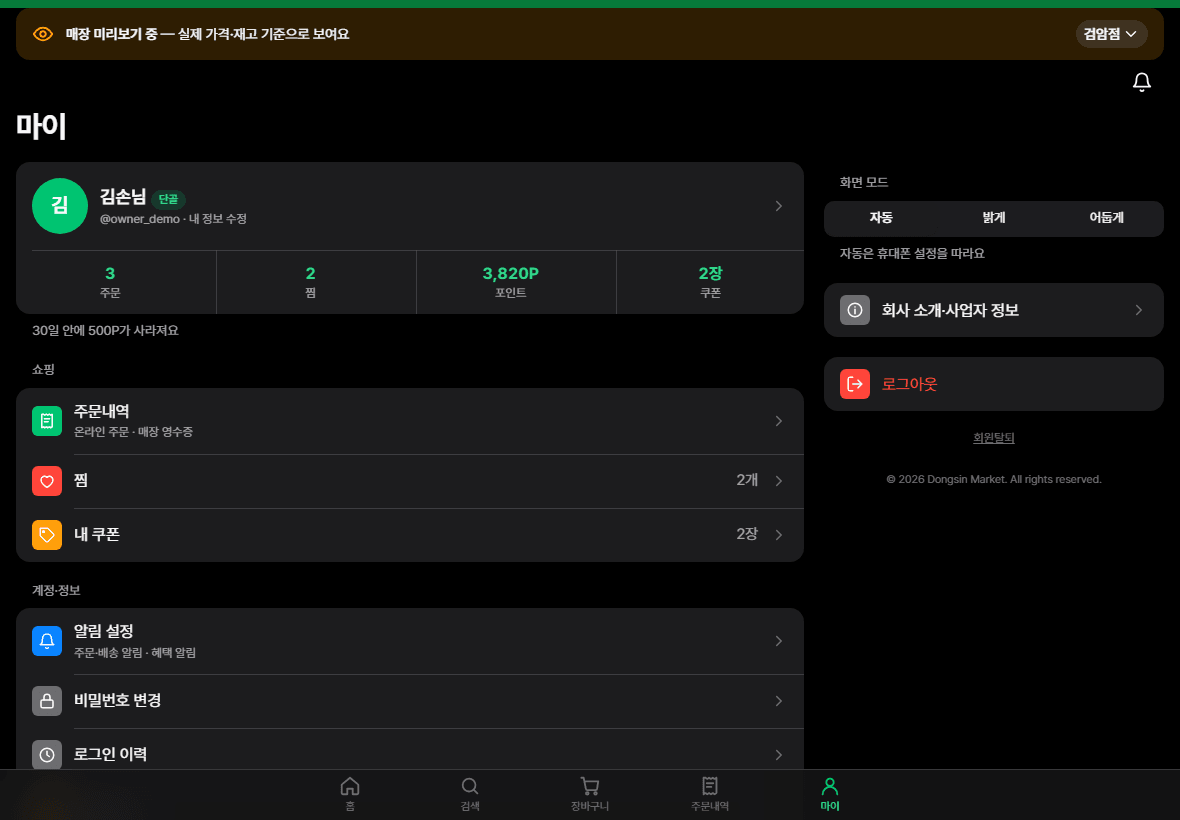 매장 미리보기 중 — 실제 가격·재고 기준으로 보여요
검암점
마이
김
김손님 단골
@owner_demo · 내 정보 수정
3
주문
2
찜
3,820P
포인트
2장
쿠폰
30일 안에 500P가 사라져요
쇼핑
주문내역
온라인 주문 · 매장 영수증
찜
2개
내 쿠폰
2장
계정·정보
알림 설정
주문·배송 알림 · 혜택 알림
비밀번호 변경
로그인 이력
화면 모드
자동
밝게
어둡게
자동은 휴대폰 설정을 따라요
회사 소개·사업자 정보
로그아웃
회원탈퇴
© 2026 Dongsin Market. All rights reserved.
홈
검색
장바구니
주문내역
마이